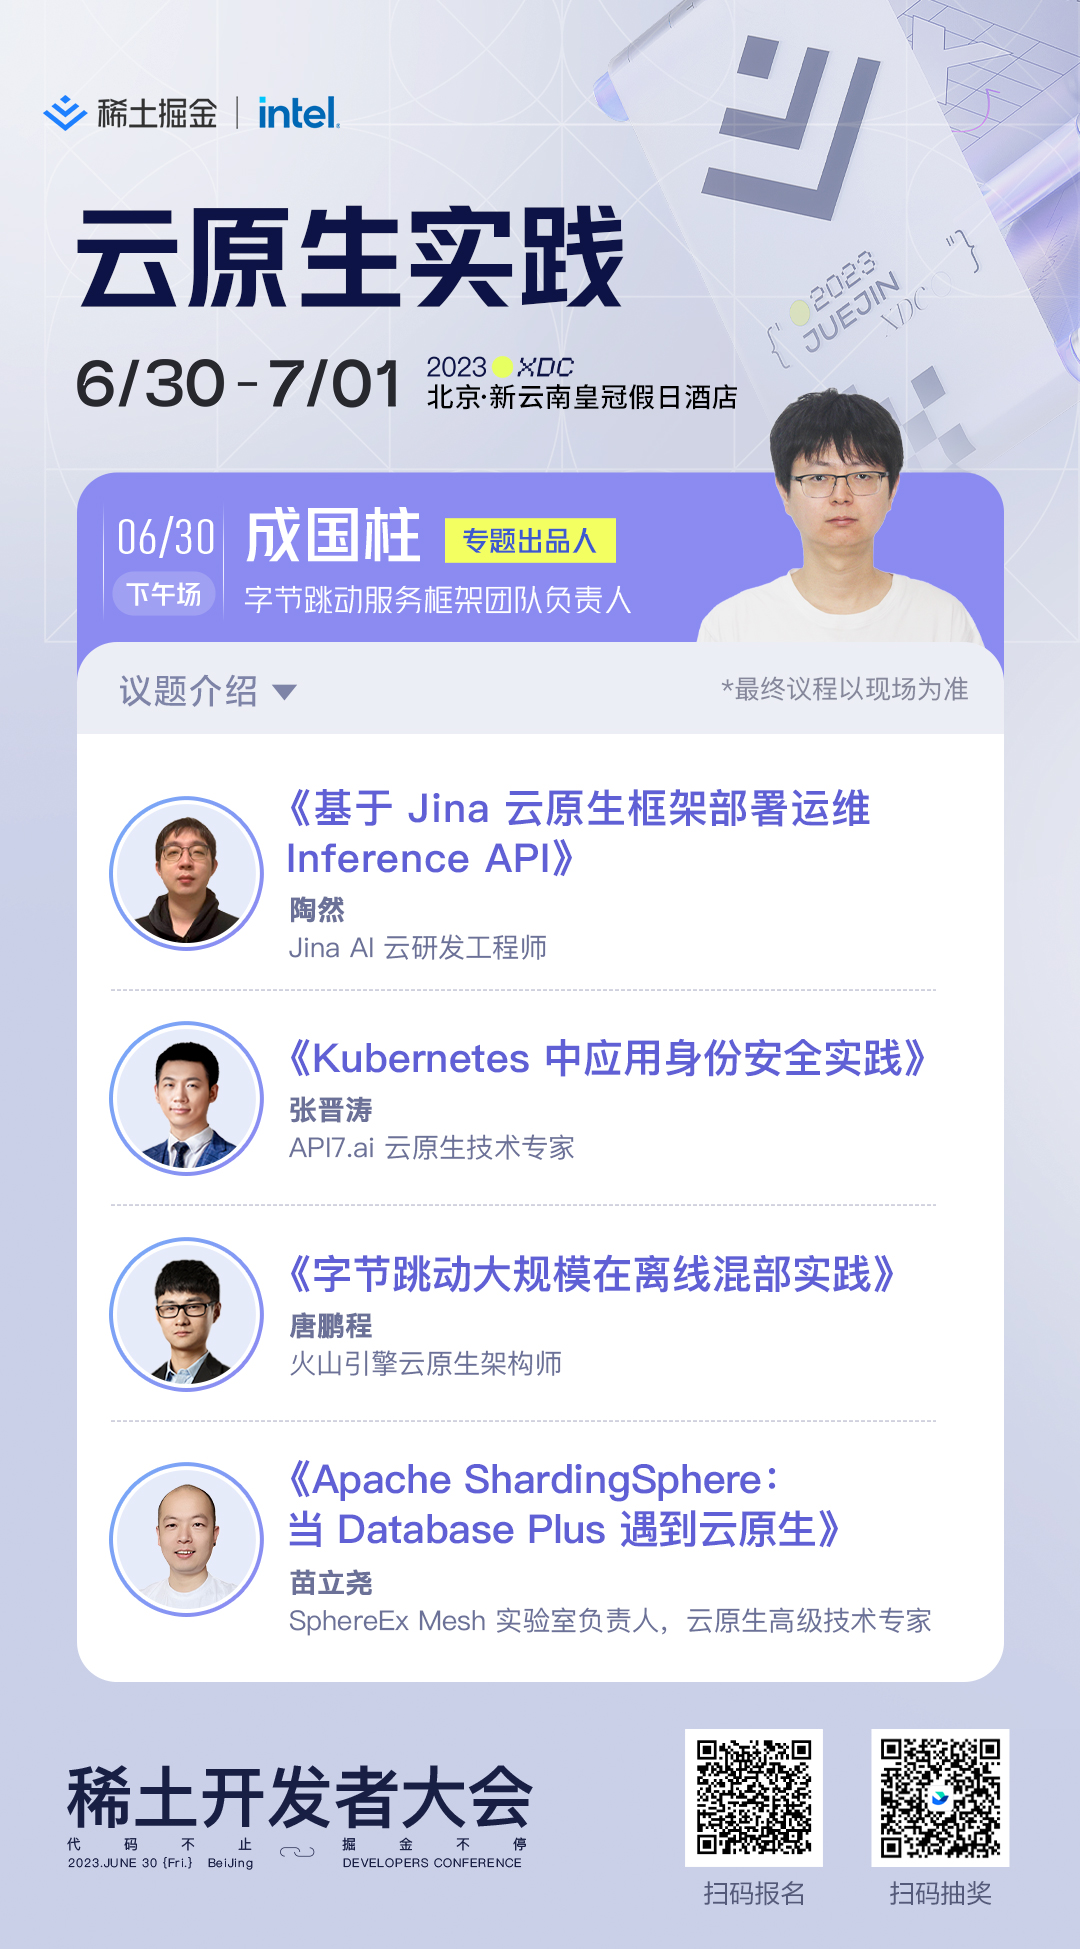 稀土掘金 | intel.
云原生实践
6/30 - 7/01
2023 XDC
北京·新云南皇冠假日酒店
{' 2023 "}
JUEJIN
XDC
06/30
下午场
成国柱
专题出品人
字节跳动服务框架团队负责人
议题介绍
*最终议程以现场为准
《基于 Jina 云原生框架部署运维
Inference API》
陶然
Jina AI 云研发工程师
《Kubernetes 中应用身份安全实践》
张晋涛
API7.ai 云原生技术专家
《字节跳动大规模在离线混部实践》
唐鹏程
火山引擎云原生架构师
《Apache ShardingSphere：
当 Database Plus 遇到云原生》
苗立尧
SphereEx Mesh 实验室负责人，云原生高级技术专家
稀土开发者大会
代码不止 掘金不停
2023.JUNE 30 {Fri.} BeiJing DEVELOPERS CONFERENCE
扫码报名
扫码抽奖